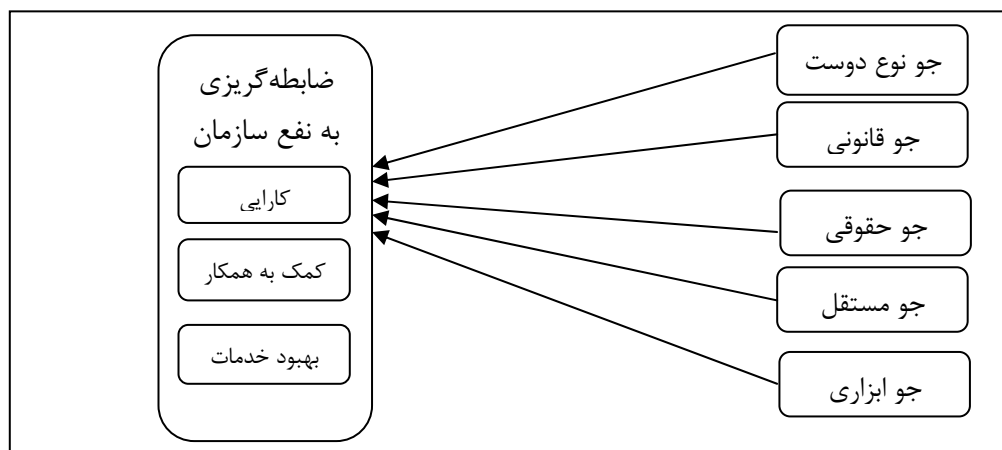 جو نوع دوست
جو قانونی
جو حقوقی
جو مستقل
جو ابزاری
ضابطه‌گریزی
به نفع سازمان
کارایی
کمک به همکار
بهبود خدمات